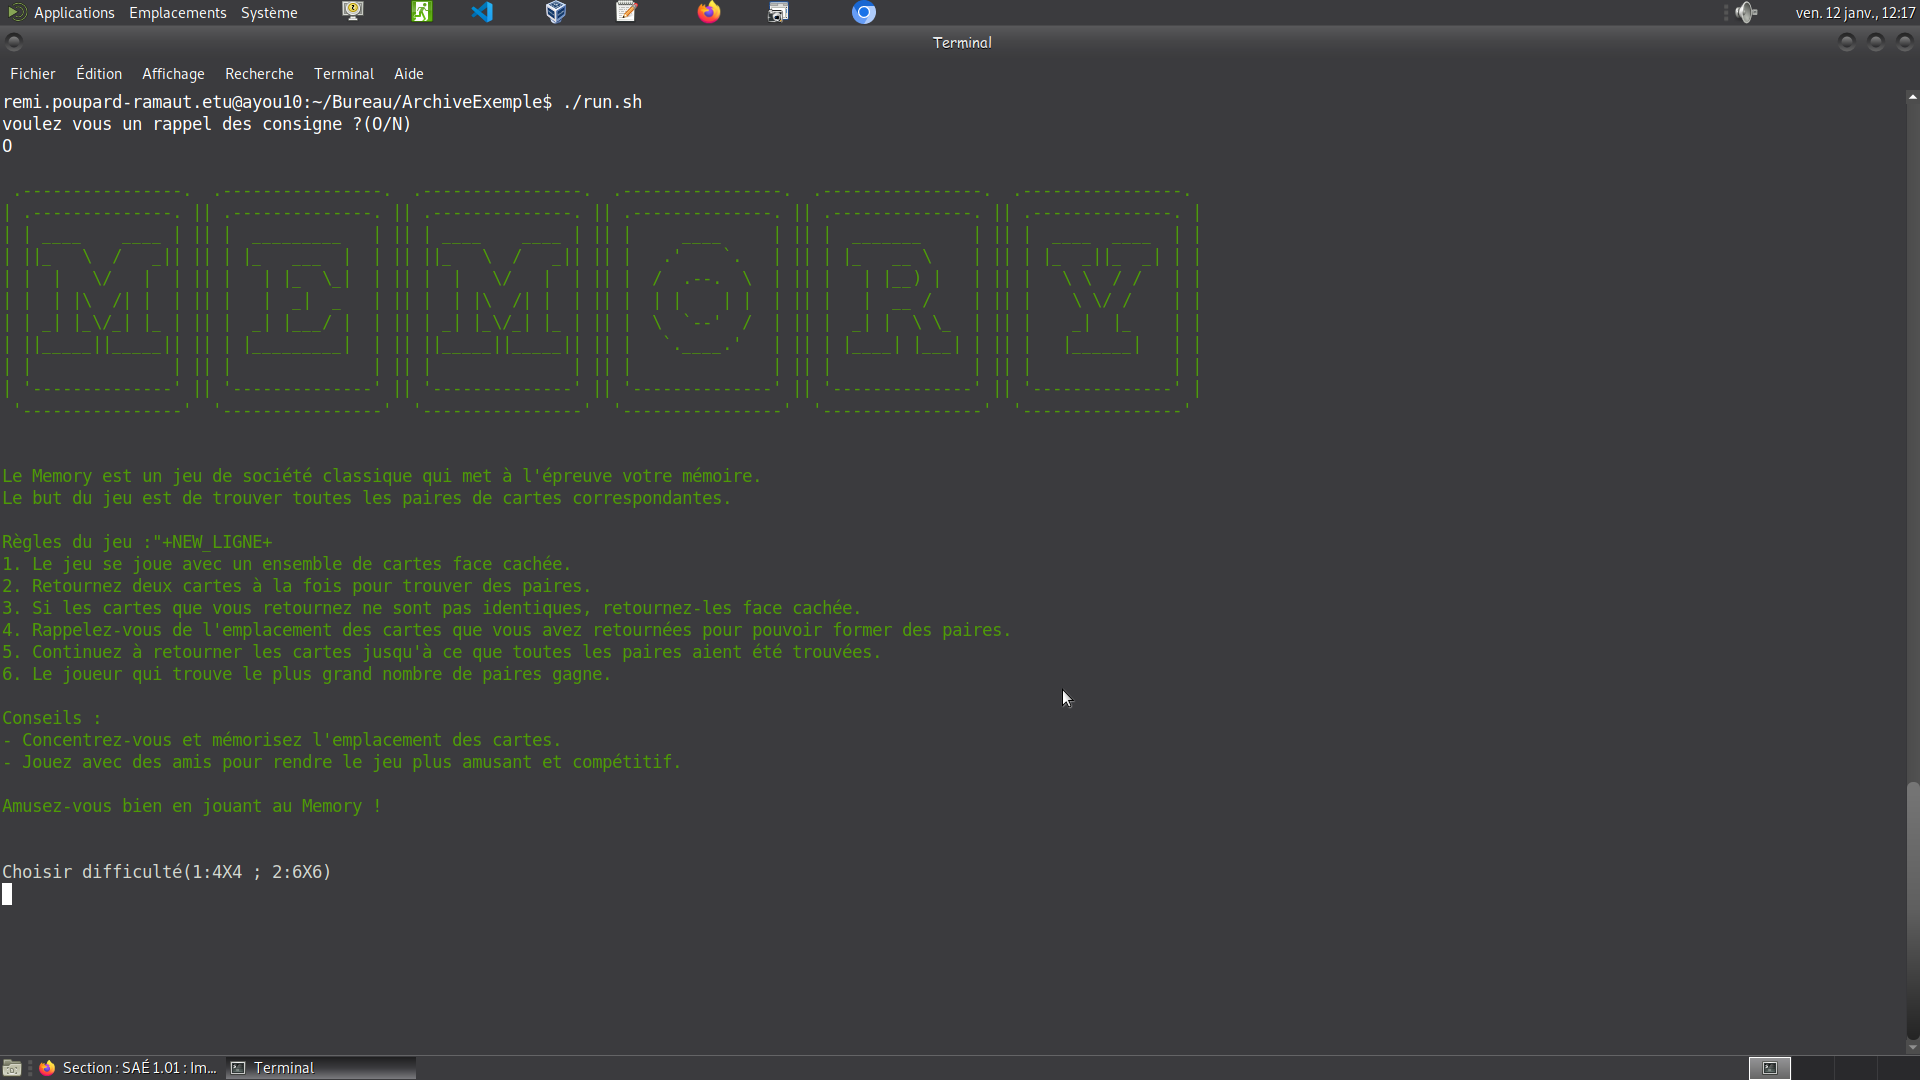 Applications Emplacements Système ven. 12 janv., 12:17
Terminal
Fichier Édition Affichage Recherche Terminal Aide
remi.poupard-ramaut.etu@ayou10:~/Bureau/ArchiveExemple$ ./run.sh
voulez vous un rappel des consigne ?(O/N)
O
MEMORY
Le Memory est un jeu de société classique qui met à l'épreuve votre mémoire.
Le but du jeu est de trouver toutes les paires de cartes correspondantes.
Règles du jeu :"+NEW_LIGNE+
1. Le jeu se joue avec un ensemble de cartes face cachée.
2. Retournez deux cartes à la fois pour trouver des paires.
3. Si les cartes que vous retournez ne sont pas identiques, retournez-les face cachée.
4. Rappelez-vous de l'emplacement des cartes que vous avez retournées pour pouvoir former des paires.
5. Continuez à retourner les cartes jusqu'à ce que toutes les paires aient été trouvées.
6. Le joueur qui trouve le plus grand nombre de paires gagne.
Conseils :
- Concentrez-vous et mémorisez l'emplacement des cartes.
- Jouez avec des amis pour rendre le jeu plus amusant et compétitif.
Amusez-vous bien en jouant au Memory !
Choisir difficulté(1:4X4 ; 2:6X6)
Section : SAÉ 1.01 : Im... Terminal